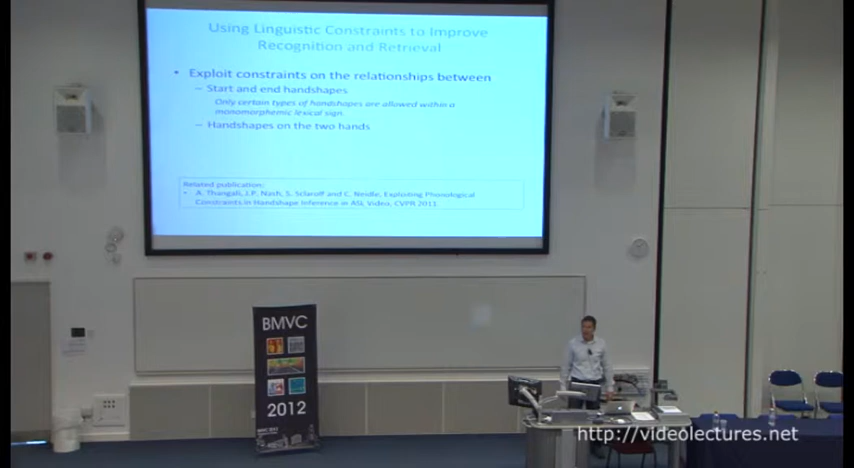 Using Linguistic Constraints to Improve
Recognition and Retrieval
• Exploit constraints on the relationships between
– Start and end handshapes
Only certain types of handshapes are allowed within a
monomorphemic lexical sign
– Handshapes on the two hands
Related publication:
• A. Thangali, J.P. Nash, S. Sclaroff and C. Neidle, Exploiting Phonological
Constraints in Handshape Inference in ASL Video, CVPR 2011.
BMVC
2012
http://videolectures.net